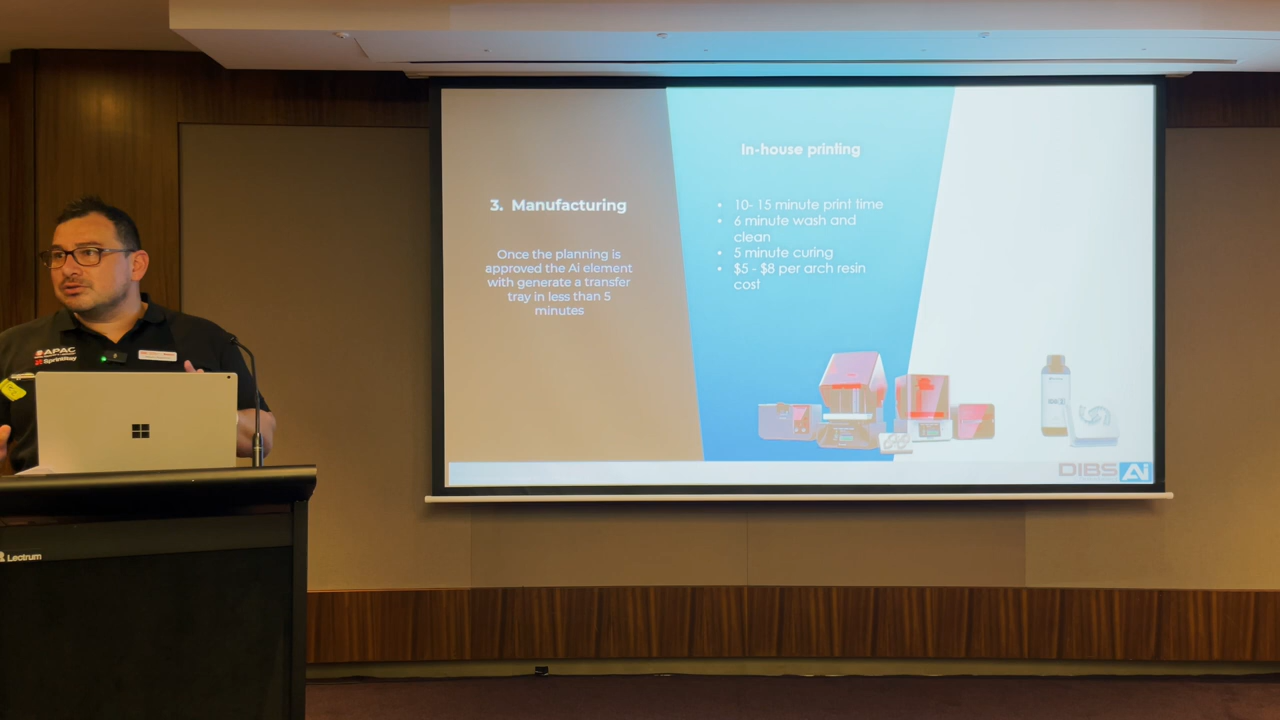 3. Manufacturing
Once the planning is
approved the Ai element
with generate a transfer
tray in less than 5
minutes
In-house printing
• 10- 15 minute print time
• 6 minute wash and
clean
• 5 minute curing
• $5 - $8 per arch resin
cost
DIBS Ai
APAC
SprintRay
Lectrum